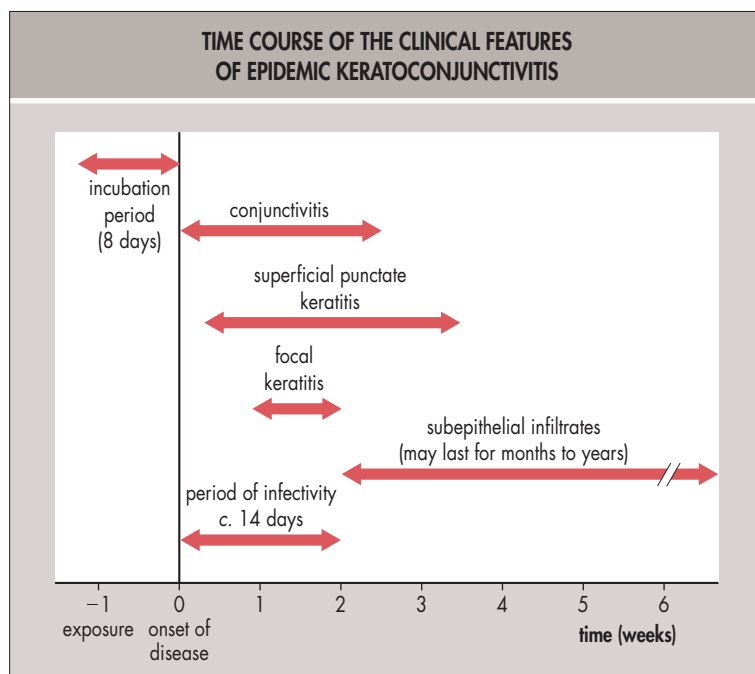 TIME COURSE OF THE CLINICAL FEATURES
OF EPIDEMIC KERATOCONJUNCTIVITIS
incubation
period
(8 days)
conjunctivitis
superficial punctate
keratitis
focal
keratitis
subepithelial infiltrates
(may last for months to years)
period of infectivity
c. 14 days
−1 0 1 2 3 4 5 6
exposure
onset of
disease
time (weeks)